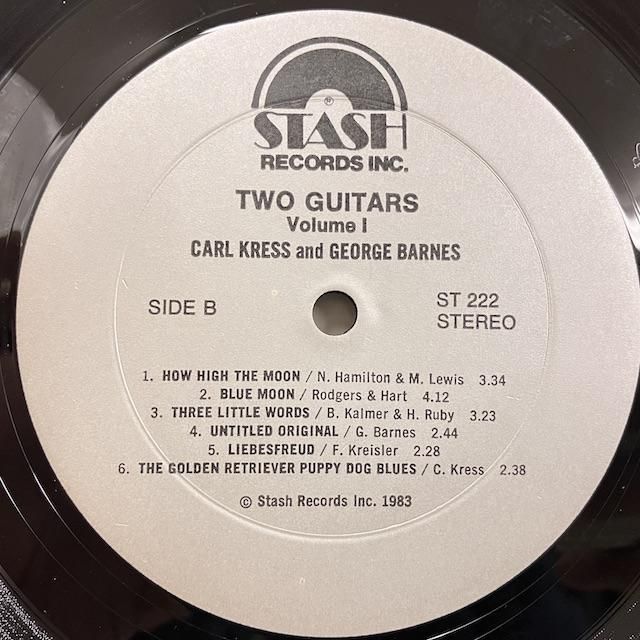 ®
STASH
RECORDS INC.
TWO GUITARS
Volume I
CARL KRESS and GEORGE BARNES
SIDE B
ST 222
STEREO
1. HOW HIGH THE MOON / N. Hamilton & M. Lewis 3.34
2. BLUE MOON / Rodgers & Hart 4.12
3. THREE LITTLE WORDS / B. Kalmer & H. Ruby 3.23
4. UNTITLED ORIGINAL / G. Barnes 2.44
5. LIEBESFREUD / F. Kreisler 2.28
6. THE GOLDEN RETRIEVER PUPPY DOG BLUES / C. Kress 2.38
© Stash Records Inc. 1983